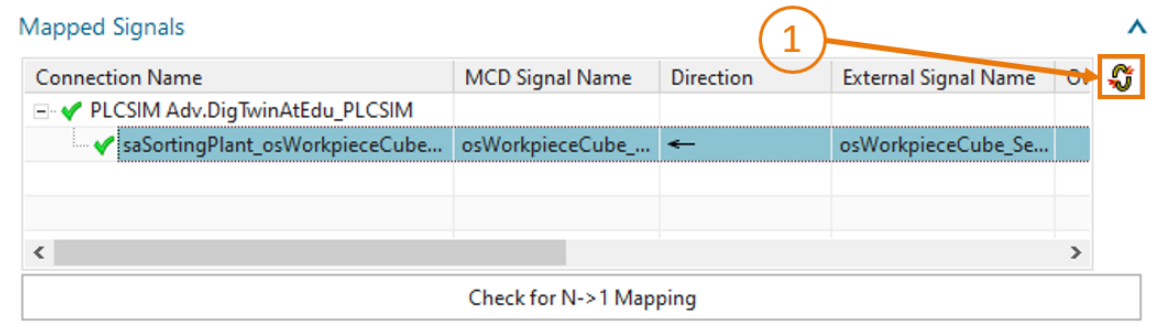 Mapped Signals
1
Connection Name MCD Signal Name Direction External Signal Name
PLCSIM Adv.DigTwinAtEdu_PLCSIM
saSortingPlant_osWorkpieceCube... osWorkpieceCube_... ← osWorkpieceCube_Se...
Check for N->1 Mapping